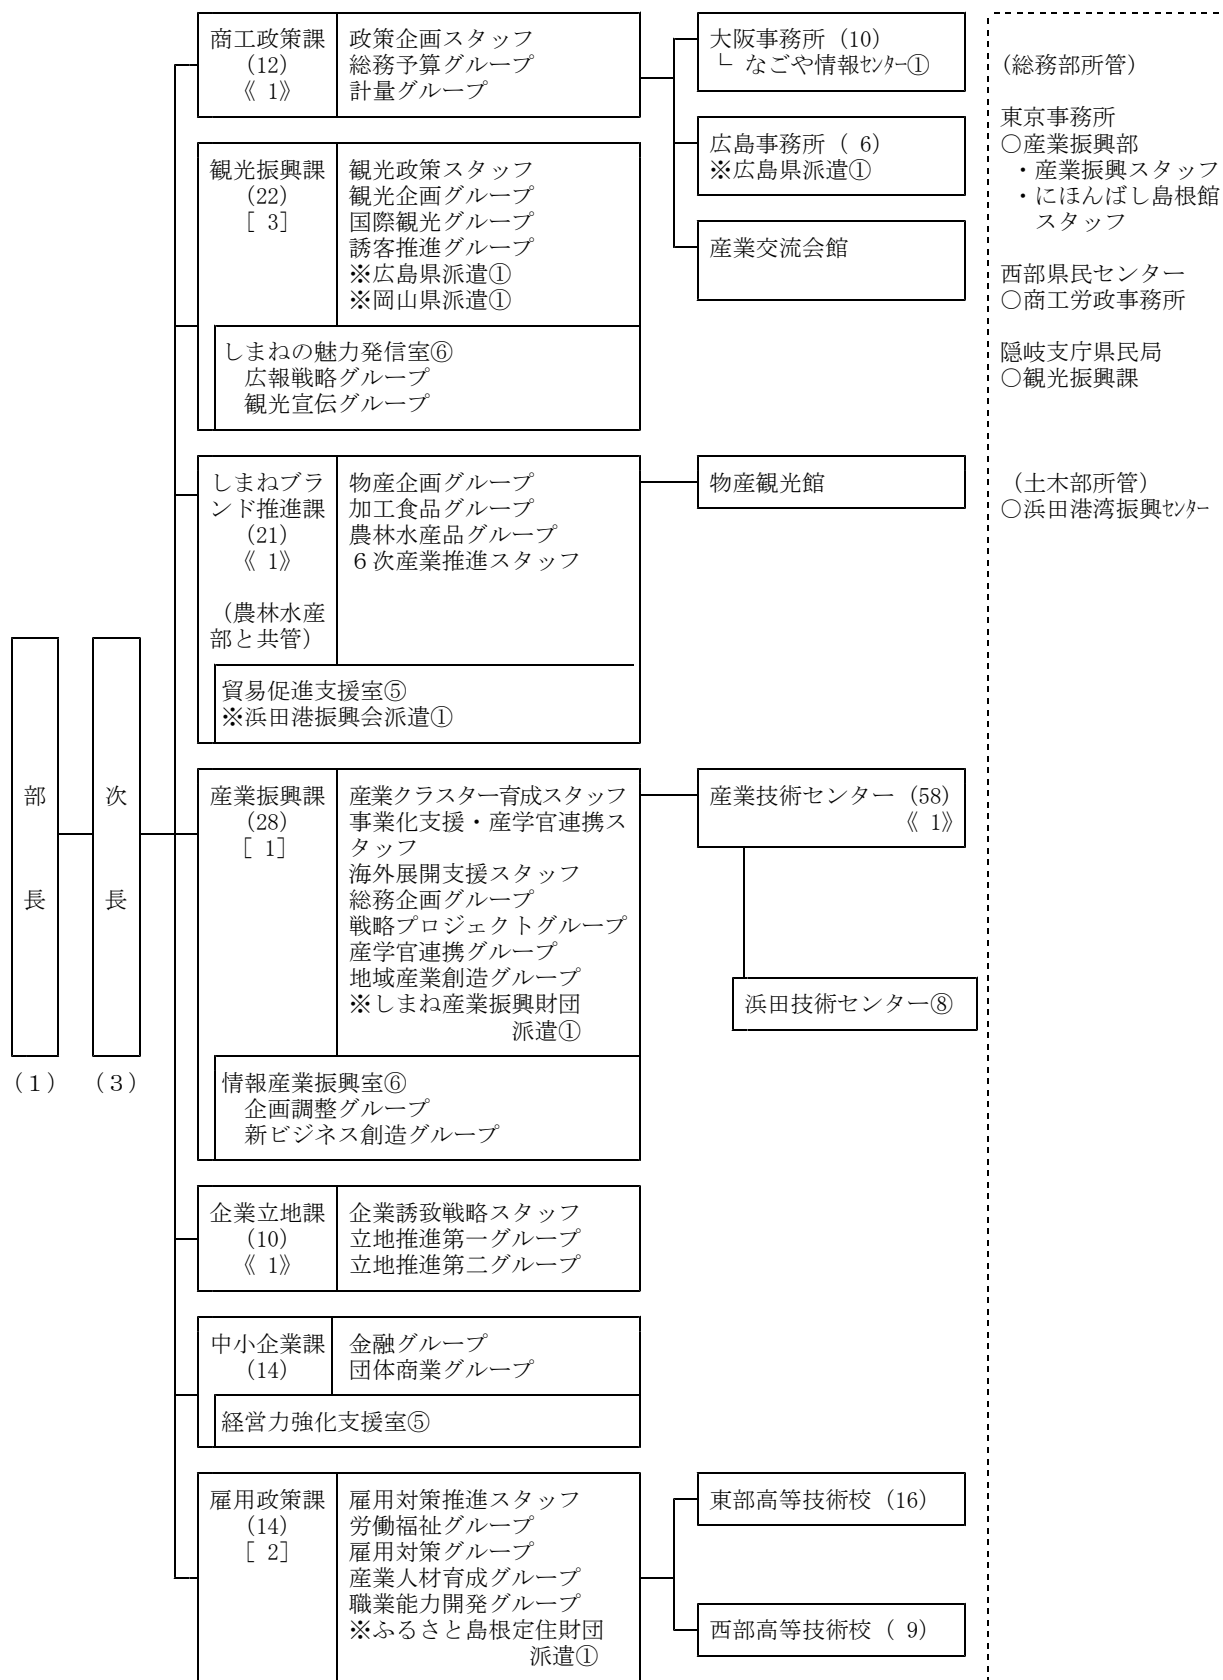 部
長
(１)
次
長
(３)
商工政策課
(12)
《 1》
政策企画スタッフ
総務予算グループ
計量グループ
大阪事務所 (10)
└ なごや情報ｾﾝﾀｰ①
広島事務所 ( 6)
※広島県派遣①
産業交流会館
観光振興課
(22)
[ 3]
観光政策スタッフ
観光企画グループ
国際観光グループ
誘客推進グループ
※広島県派遣①
※岡山県派遣①
しまねの魅力発信室⑥
広報戦略グループ
観光宣伝グループ
しまねブラ
ンド推進課
(21)
《 1》
(農林水産
部と共管)
物産企画グループ
加工食品グループ
農林水産品グループ
６次産業推進スタッフ
物産観光館
貿易促進支援室⑤
※浜田港振興会派遣①
産業振興課
(28)
[ 1]
産業クラスター育成スタッフ
事業化支援・産学官連携ス
タッフ
海外展開支援スタッフ
総務企画グループ
戦略プロジェクトグループ
産学官連携グループ
地域産業創造グループ
※しまね産業振興財団
派遣①
産業技術センター (58)
《 1》
浜田技術センター⑧
情報産業振興室⑥
企画調整グループ
新ビジネス創造グループ
企業立地課
(10)
《 1》
企業誘致戦略スタッフ
立地推進第一グループ
立地推進第二グループ
中小企業課
(14)
金融グループ
団体商業グループ
経営力強化支援室⑤
雇用政策課
(14)
[ 2]
雇用対策推進スタッフ
労働福祉グループ
雇用対策グループ
産業人材育成グループ
職業能力開発グループ
※ふるさと島根定住財団
派遣①
東部高等技術校 (16)
西部高等技術校 ( 9)
(総務部所管)
東京事務所
○産業振興部
・産業振興スタッフ
・にほんばし島根館
スタッフ
西部県民センター
○商工労政事務所
隠岐支庁県民局
○観光振興課
(土木部所管)
○浜田港湾振興ｾﾝﾀｰ